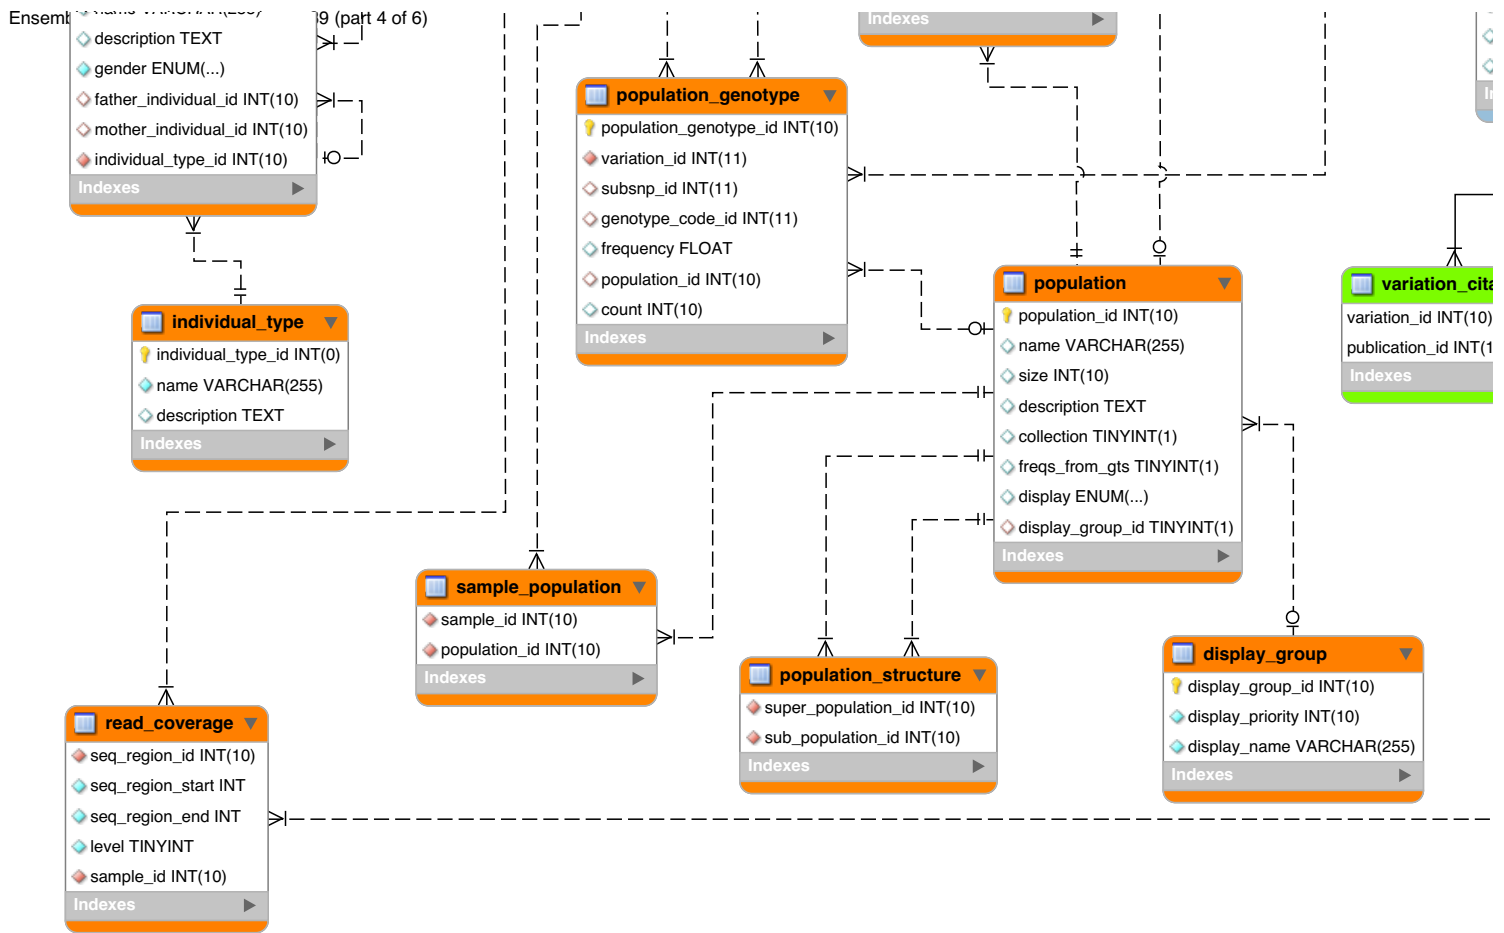 Ensemb
89 (part 4 of 6)
description TEXT
gender ENUM(...)
father_individual_id INT(10)
mother_individual_id INT(10)
individual_type_id INT(10)
Indexes
individual_type
individual_type_id INT(0)
name VARCHAR(255)
description TEXT
Indexes
population_genotype
population_genotype_id INT(10)
variation_id INT(11)
subsnp_id INT(11)
genotype_code_id INT(11)
frequency FLOAT
population_id INT(10)
count INT(10)
Indexes
Indexes
population
population_id INT(10)
name VARCHAR(255)
size INT(10)
description TEXT
collection TINYINT(1)
freqs_from_gts TINYINT(1)
display ENUM(...)
display_group_id TINYINT(1)
Indexes
variation_cita
variation_id INT(10)
publication_id INT(1
Indexes
sample_population
sample_id INT(10)
population_id INT(10)
Indexes
population_structure
super_population_id INT(10)
sub_population_id INT(10)
Indexes
display_group
display_group_id INT(10)
display_priority INT(10)
display_name VARCHAR(255)
Indexes
read_coverage
seq_region_id INT(10)
seq_region_start INT
seq_region_end INT
level TINYINT
sample_id INT(10)
Indexes